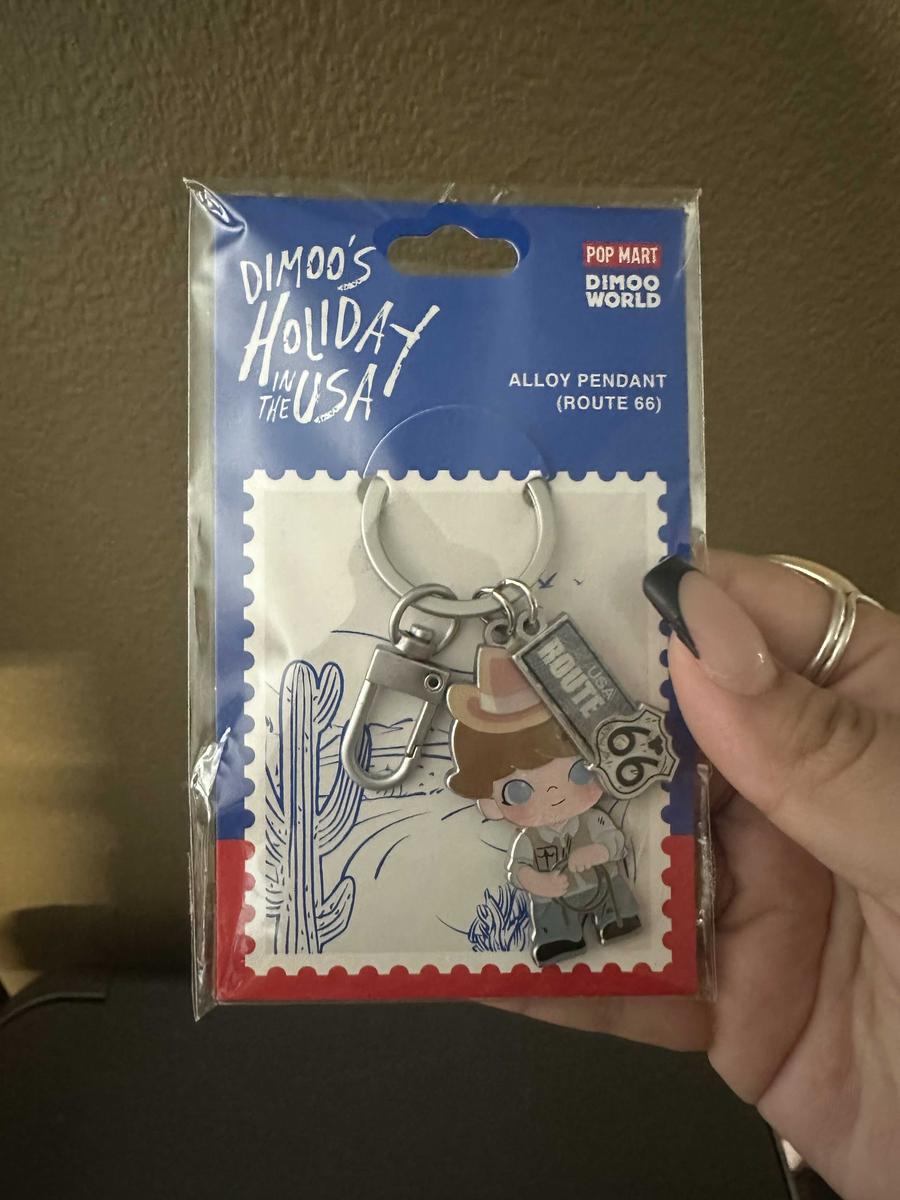 DIMOO'S
HOLIDAY
IN
THE USA
POP MART
DIMOO
WORLD
ALLOY PENDANT
(ROUTE 66)
USA
ROUTE
66